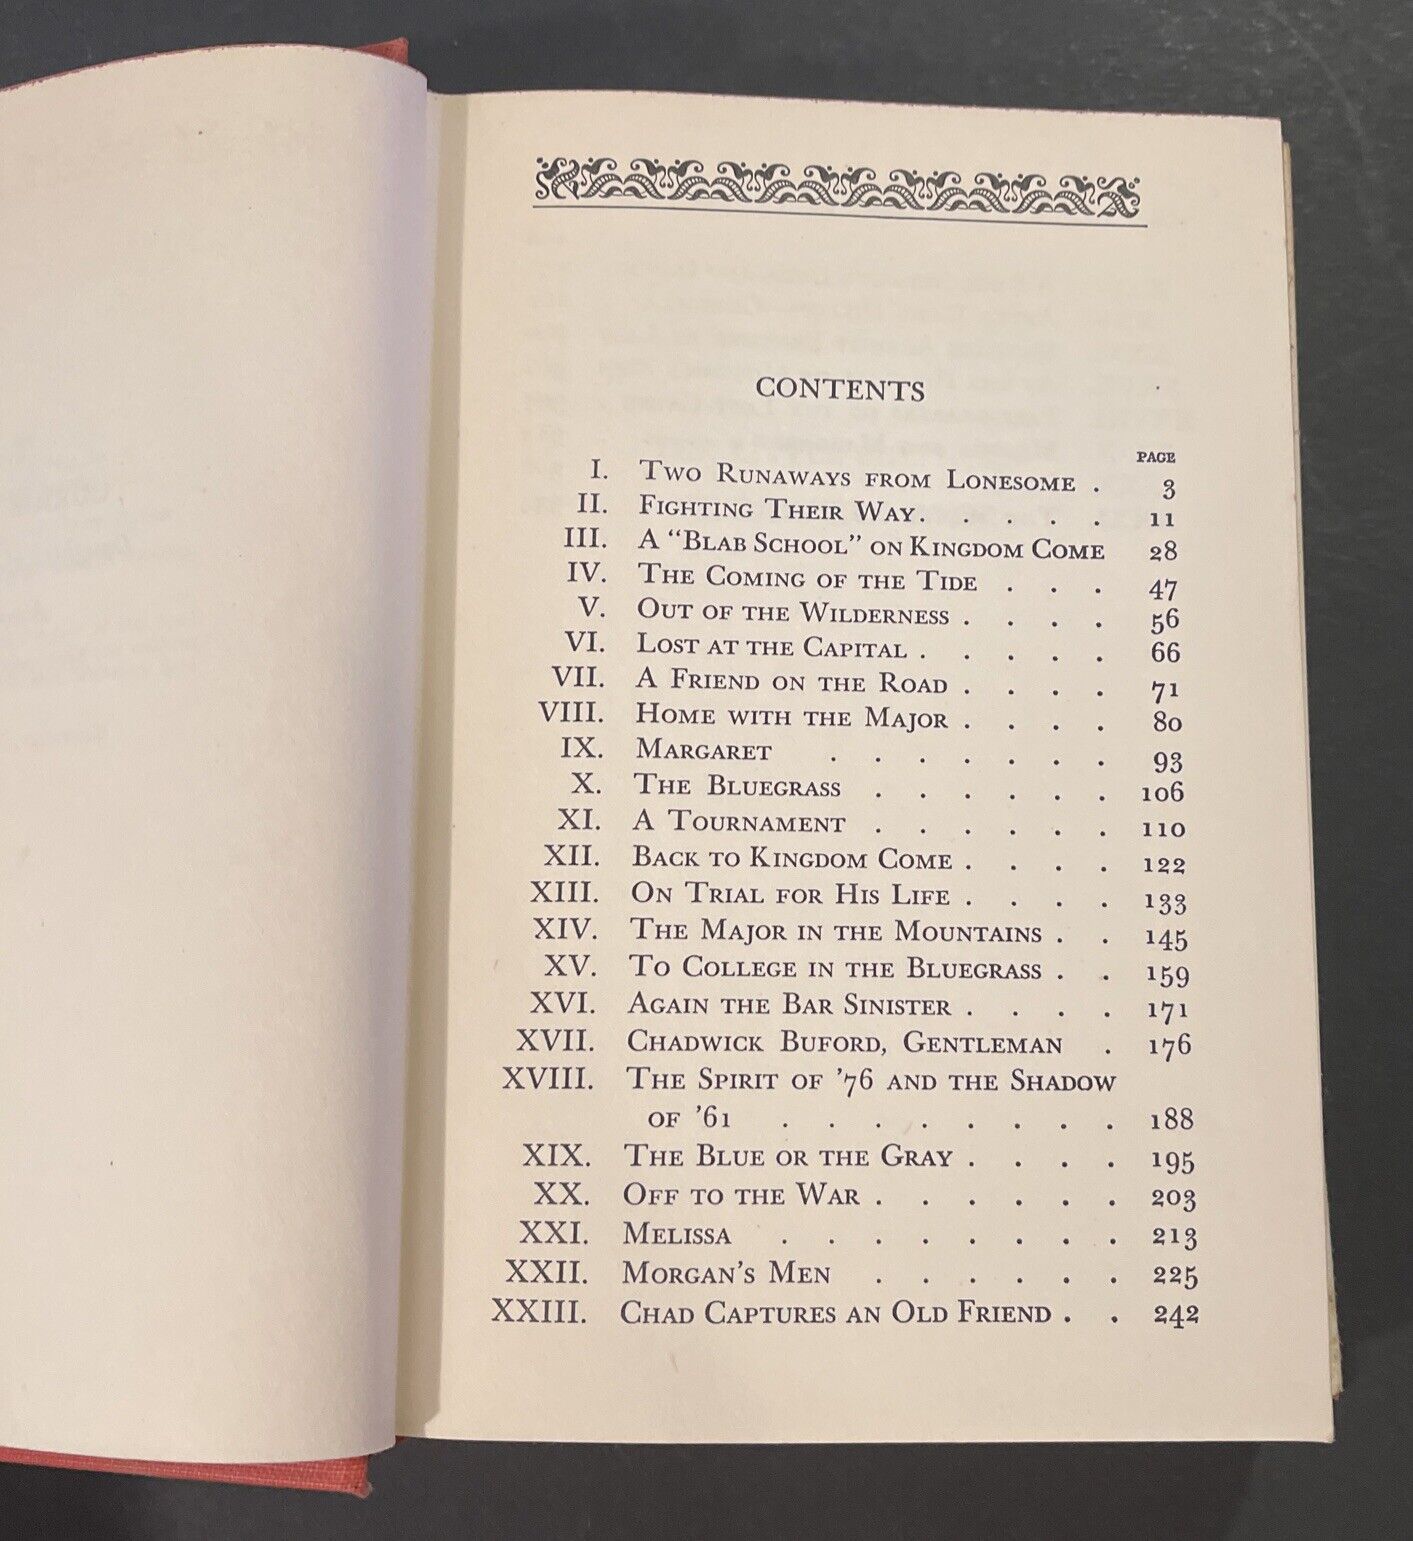 CONTENTS
PAGE
I. TWO RUNAWAYS FROM LONESOME . 3
II. FIGHTING THEIR WAY. . . . . 11
III. A “BLAB SCHOOL” ON KINGDOM COME 28
IV. THE COMING OF THE TIDE . . . 47
V. OUT OF THE WILDERNESS . . . . 56
VI. LOST AT THE CAPITAL . . . . . 66
VII. A FRIEND ON THE ROAD . . . . 71
VIII. HOME WITH THE MAJOR . . . . 80
IX. MARGARET . . . . . . . 93
X. THE BLUEGRASS . . . . . . 106
XI. A TOURNAMENT . . . . . . 110
XII. BACK TO KINGDOM COME . . . . 122
XIII. ON TRIAL FOR HIS LIFE . . . . 133
XIV. THE MAJOR IN THE MOUNTAINS . . 145
XV. TO COLLEGE IN THE BLUEGRASS . . 159
XVI. AGAIN THE BAR SINISTER . . . . 171
XVII. CHADWICK BUFORD, GENTLEMAN . 176
XVIII. THE SPIRIT OF ’76 AND THE SHADOW
OF ’61 . . . . . . . . 188
XIX. THE BLUE OR THE GRAY . . . . 195
XX. OFF TO THE WAR . . . . . . 203
XXI. MELISSA . . . . . . . . 213
XXII. MORGAN’S MEN . . . . . . 225
XXIII. CHAD CAPTURES AN OLD FRIEND . . 242